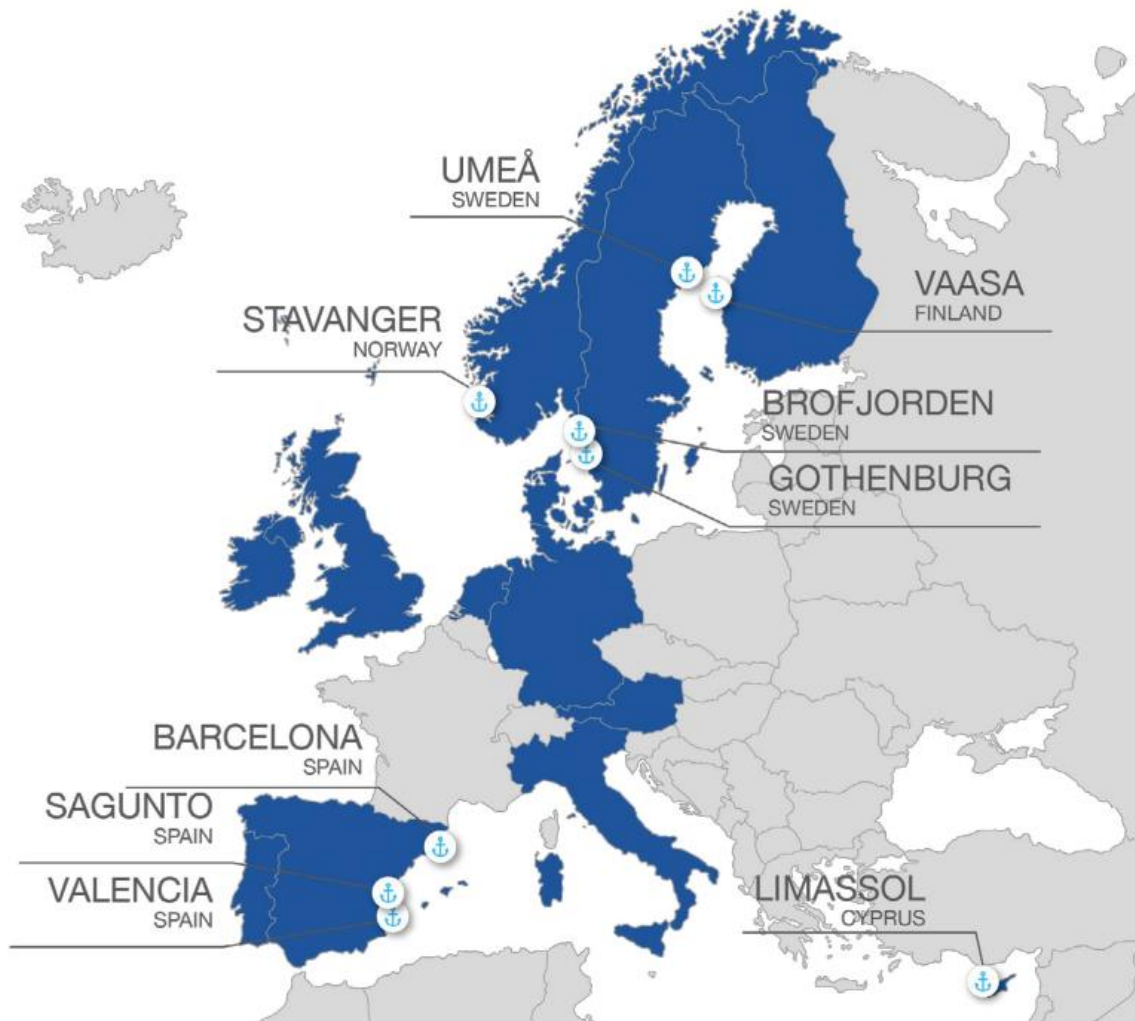 UMEÅ
SWEDEN
VAASA
FINLAND
STAVANGER
NORWAY
BROFJORDEN
SWEDEN
GOTHENBURG
SWEDEN
BARCELONA
SPAIN
SAGUNTO
SPAIN
VALENCIA
SPAIN
LIMASSOL
CYPRUS